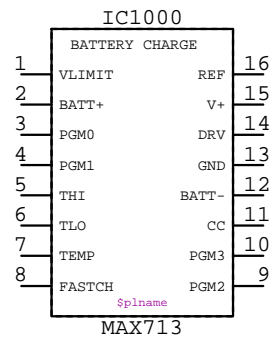 IC1000
BATTERY CHARGE
1 VLIMIT REF 16
2 BATT+ V+ 15
3 PGM0 DRV 14
4 PGM1 GND 13
5 THI BATT- 12
6 TLO CC 11
7 TEMP PGM3 10
8 FASTCH PGM2 9
$plname
MAX713